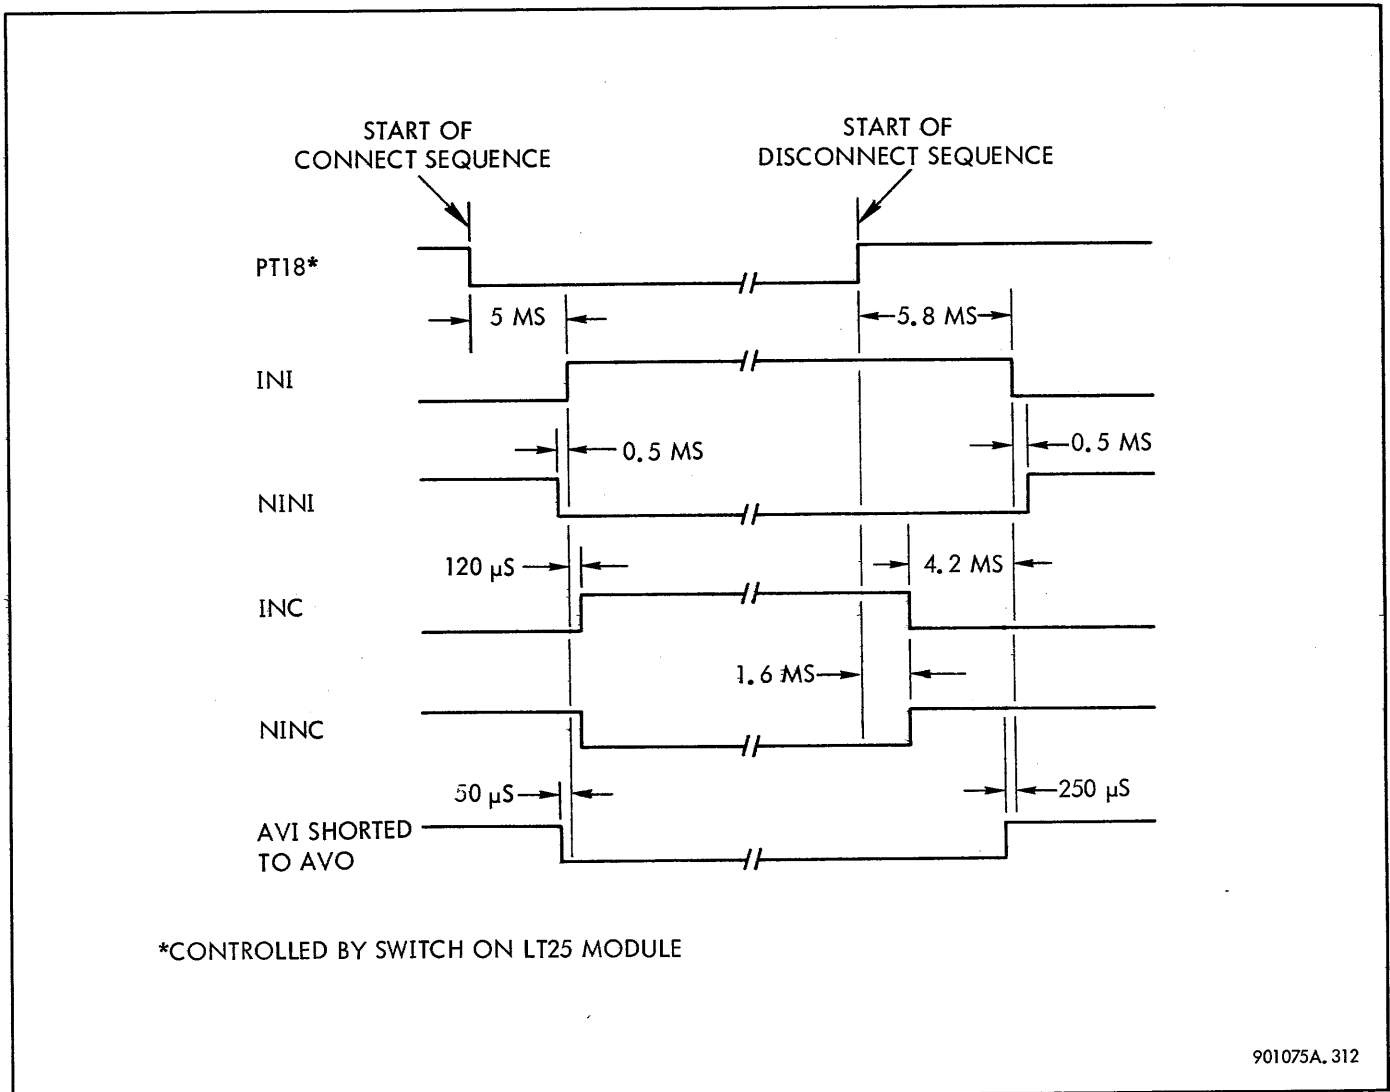 START OF
CONNECT SEQUENCE
START OF
DISCONNECT SEQUENCE
PT18*
5 MS
5.8 MS
INI
0.5 MS
0.5 MS
NINI
120 µS
4.2 MS
INC
1.6 MS
NINC
50 µS
250 µS
AVI SHORTED
TO AVO
*CONTROLLED BY SWITCH ON LT25 MODULE
901075A.312